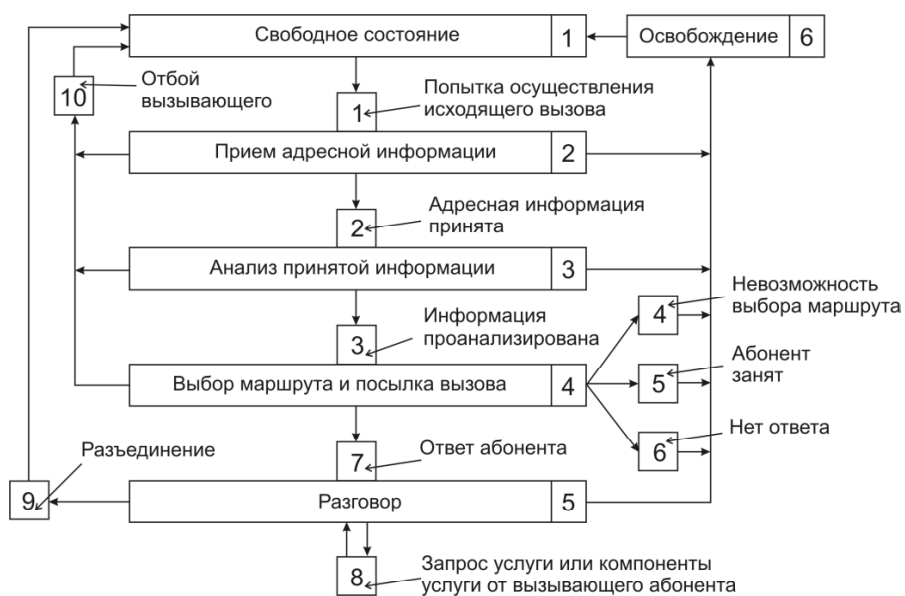 Свободное состояние 1
Освобождение 6
10
Отбой
вызывающего
1
Попытка осуществления
исходящего вызова
Прием адресной информации 2
2
Адресная информация
принята
Анализ принятой информации 3
3
Информация
проанализирована
4
Невозможность
выбора маршрута
Выбор маршрута и посылка вызова 4
5
Абонент
занят
6
Нет ответа
7
Ответ абонента
9
Разъединение
Разговор 5
8
Запрос услуги или компоненты
услуги от вызывающего абонента